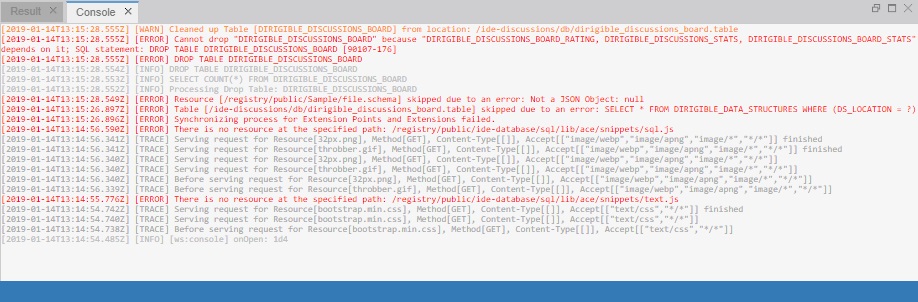 Result ×
Console ×
[2019-01-14T13:15:28.555Z] [WARN] Cleaned up Table [DIRIGIBLE_DISCUSSIONS_BOARD] from location: /ide-discussions/db/dirigible_discussions_board.table
[2019-01-14T13:15:28.555Z] [ERROR] Cannot drop "DIRIGIBLE_DISCUSSIONS_BOARD" because "DIRIGIBLE_DISCUSSIONS_BOARD_RATING, DIRIGIBLE_DISCUSSIONS_STATS, DIRIGIBLE_DISCUSSIONS_BOARD_STATS"
depends on it; SQL statement: DROP TABLE DIRIGIBLE_DISCUSSIONS_BOARD [90107-176]
[2019-01-14T13:15:28.555Z] [ERROR] DROP TABLE DIRIGIBLE_DISCUSSIONS_BOARD
[2019-01-14T13:15:28.554Z] [INFO] DROP TABLE DIRIGIBLE_DISCUSSIONS_BOARD
[2019-01-14T13:15:28.553Z] [INFO] SELECT COUNT(*) FROM DIRIGIBLE_DISCUSSIONS_BOARD
[2019-01-14T13:15:28.552Z] [INFO] Processing Drop Table: DIRIGIBLE_DISCUSSIONS_BOARD
[2019-01-14T13:15:28.549Z] [ERROR] Resource [/registry/public/Sample/file.schema] skipped due to an error: Not a JSON Object: null
[2019-01-14T13:15:26.897Z] [ERROR] Table [/ide-discussions/db/dirigible_discussions_board.table] skipped due to an error: SELECT * FROM DIRIGIBLE_DATA_STRUCTURES WHERE (DS_LOCATION = ?)
[2019-01-14T13:15:26.896Z] [ERROR] Synchronizing process for Extension Points and Extensions failed.
[2019-01-14T13:14:56.590Z] [ERROR] There is no resource at the specified path: /registry/public/ide-database/sql/lib/ace/snippets/sql.js
[2019-01-14T13:14:56.341Z] [TRACE] Serving request for Resource[32px.png], Method[GET], Content-Type[[]], Accept[["image/webp","image/apng","image/*","*/*"]] finished
[2019-01-14T13:14:56.341Z] [TRACE] Serving request for Resource[throbber.gif], Method[GET], Content-Type[[]], Accept[["image/webp","image/apng","image/*","*/*"]] finished
[2019-01-14T13:14:56.340Z] [TRACE] Serving request for Resource[32px.png], Method[GET], Content-Type[[]], Accept[["image/webp","image/apng","image/*","*/*"]]
[2019-01-14T13:14:56.340Z] [TRACE] Serving request for Resource[throbber.gif], Method[GET], Content-Type[[]], Accept[["image/webp","image/apng","image/*","*/*"]]
[2019-01-14T13:14:56.340Z] [TRACE] Before serving request for Resource[32px.png], Method[GET], Content-Type[[]], Accept[["image/webp","image/apng","image/*","*/*"]]
[2019-01-14T13:14:56.339Z] [TRACE] Before serving request for Resource[throbber.gif], Method[GET], Content-Type[[]], Accept[["image/webp","image/apng","image/*","*/*"]]
[2019-01-14T13:14:55.776Z] [ERROR] There is no resource at the specified path: /registry/public/ide-database/sql/lib/ace/snippets/text.js
[2019-01-14T13:14:54.742Z] [TRACE] Serving request for Resource[bootstrap.min.css], Method[GET], Content-Type[[]], Accept[["text/css","*/*"]] finished
[2019-01-14T13:14:54.740Z] [TRACE] Serving request for Resource[bootstrap.min.css], Method[GET], Content-Type[[]], Accept[["text/css","*/*"]]
[2019-01-14T13:14:54.738Z] [TRACE] Before serving request for Resource[bootstrap.min.css], Method[GET], Content-Type[[]], Accept[["text/css","*/*"]]
[2019-01-14T13:14:54.485Z] [INFO] [ws:console] onOpen: 1d4